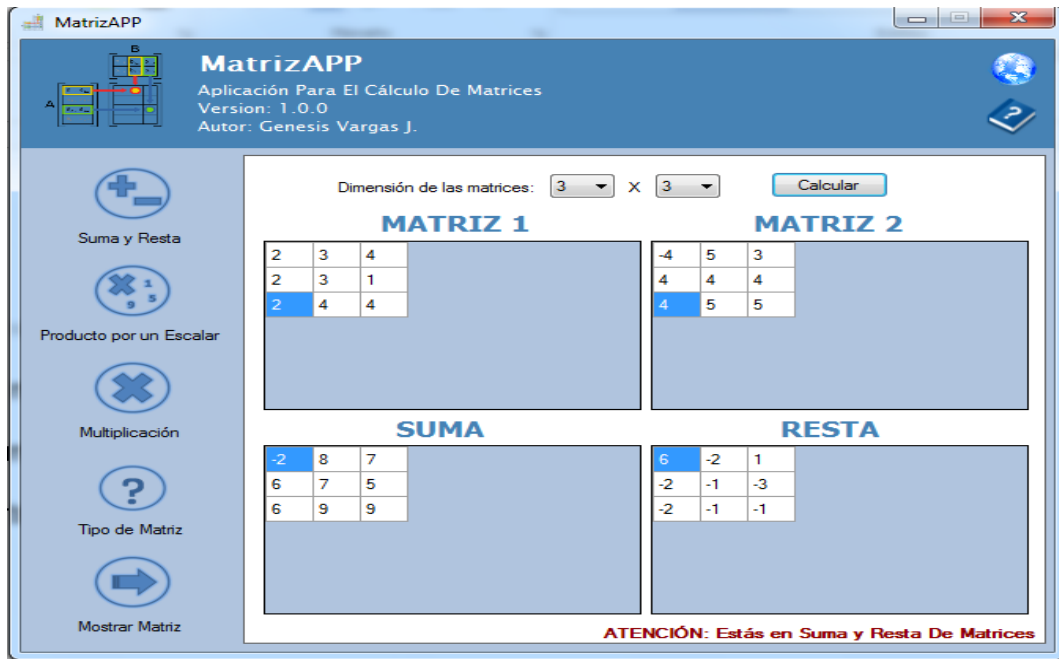 MatrizAPP
B
A
MatrizAPP
Aplicación Para El Cálculo De Matrices
Version: 1.0.0
Autor: Genesis Vargas J.
?
Suma y Resta
1
9 5
Producto por un Escalar
Multiplicación
?
Tipo de Matriz
Mostrar Matriz
Dimensión de las matrices: 3 X 3 Calcular
MATRIZ 1
2 3 4
2 3 1
2 4 4
MATRIZ 2
-4 5 3
4 4 4
4 5 5
SUMA
-2 8 7
6 7 5
6 9 9
RESTA
6 -2 1
-2 -1 -3
-2 -1 -1
ATENCIÓN: Estás en Suma y Resta De Matrices